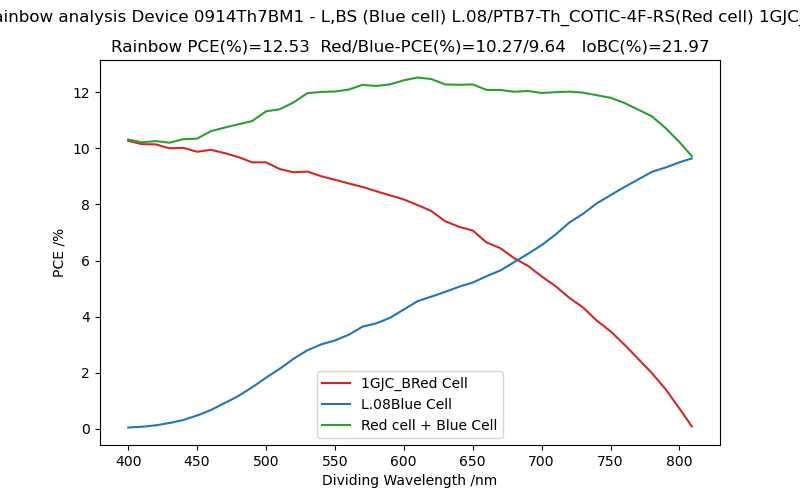 inbow analysis Device 0914Th7BM1 - L,BS (Blue cell) L.08/PTB7-Th_COTIC-4F-RS(Red cell) 1GJC_
Rainbow PCE(%)=12.53 Red/Blue-PCE(%)=10.27/9.64 IoBC(%)=21.97
12
10
8
6
4
2
0
PCE /%
1GJC_BRed Cell
L.08Blue Cell
Red cell + Blue Cell
400 450 500 550 600 650 700 750 800
Dividing Wavelength /nm